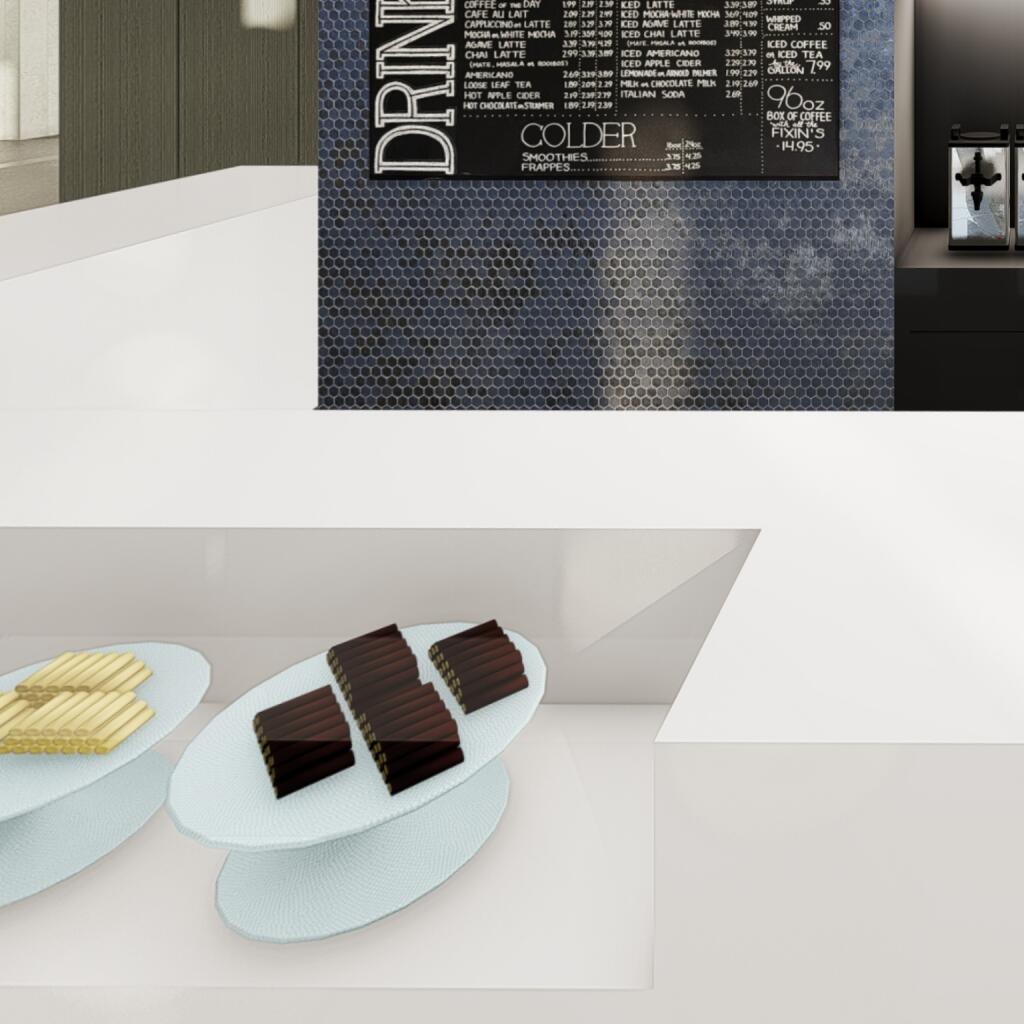 DRINK
COFFEE OF THE DAY 1.99 2.19 2.59
CAFE AU LAIT 2.09 2.29 2.99
CAPPUCCINO OR LATTE 2.89 3.29 3.79
MOCHA OR WHITE MOCHA 3.19 3.59 4.09
AGAVE LATTE 3.39 3.79 4.29
CHAI LATTE 2.99 3.39 3.89
(MATE, MASALA OR ROOIBOS)
AMERICANO 2.69 3.19 3.89
LOOSE LEAF TEA 1.89 2.09 2.19
HOT APPLE CIDER 2.19 2.39 2.79
HOT CHOCOLATE OR STEAMER 1.89 2.19 2.39
ICED LATTE 3.39 3.89
ICED MOCHA OR WHITE MOCHA 3.69 4.09
ICED AGAVE LATTE 3.89 4.39
ICED CHAI LATTE 3.49 3.99
(MATE, MASALA OR ROOIBOS)
ICED AMERICANO 3.29 3.89
ICED APPLE CIDER 2.29 2.79
LEMONADE OR ARNOLD PALMER 1.99 2.29
MILK OR CHOCOLATE MILK 2.19 2.69
ITALIAN SODA 2.69
SYRUP .55
WHIPPED
CREAM .50
ICED COFFEE
OR ICED TEA
by the
GALLON 7.99
96 OZ
BOX OF COFFEE
with all the
FIXIN'S
·14.95·
COLDER
16oz 24oz
SMOOTHIES 3.75 4.25
FRAPPES 3.75 4.25